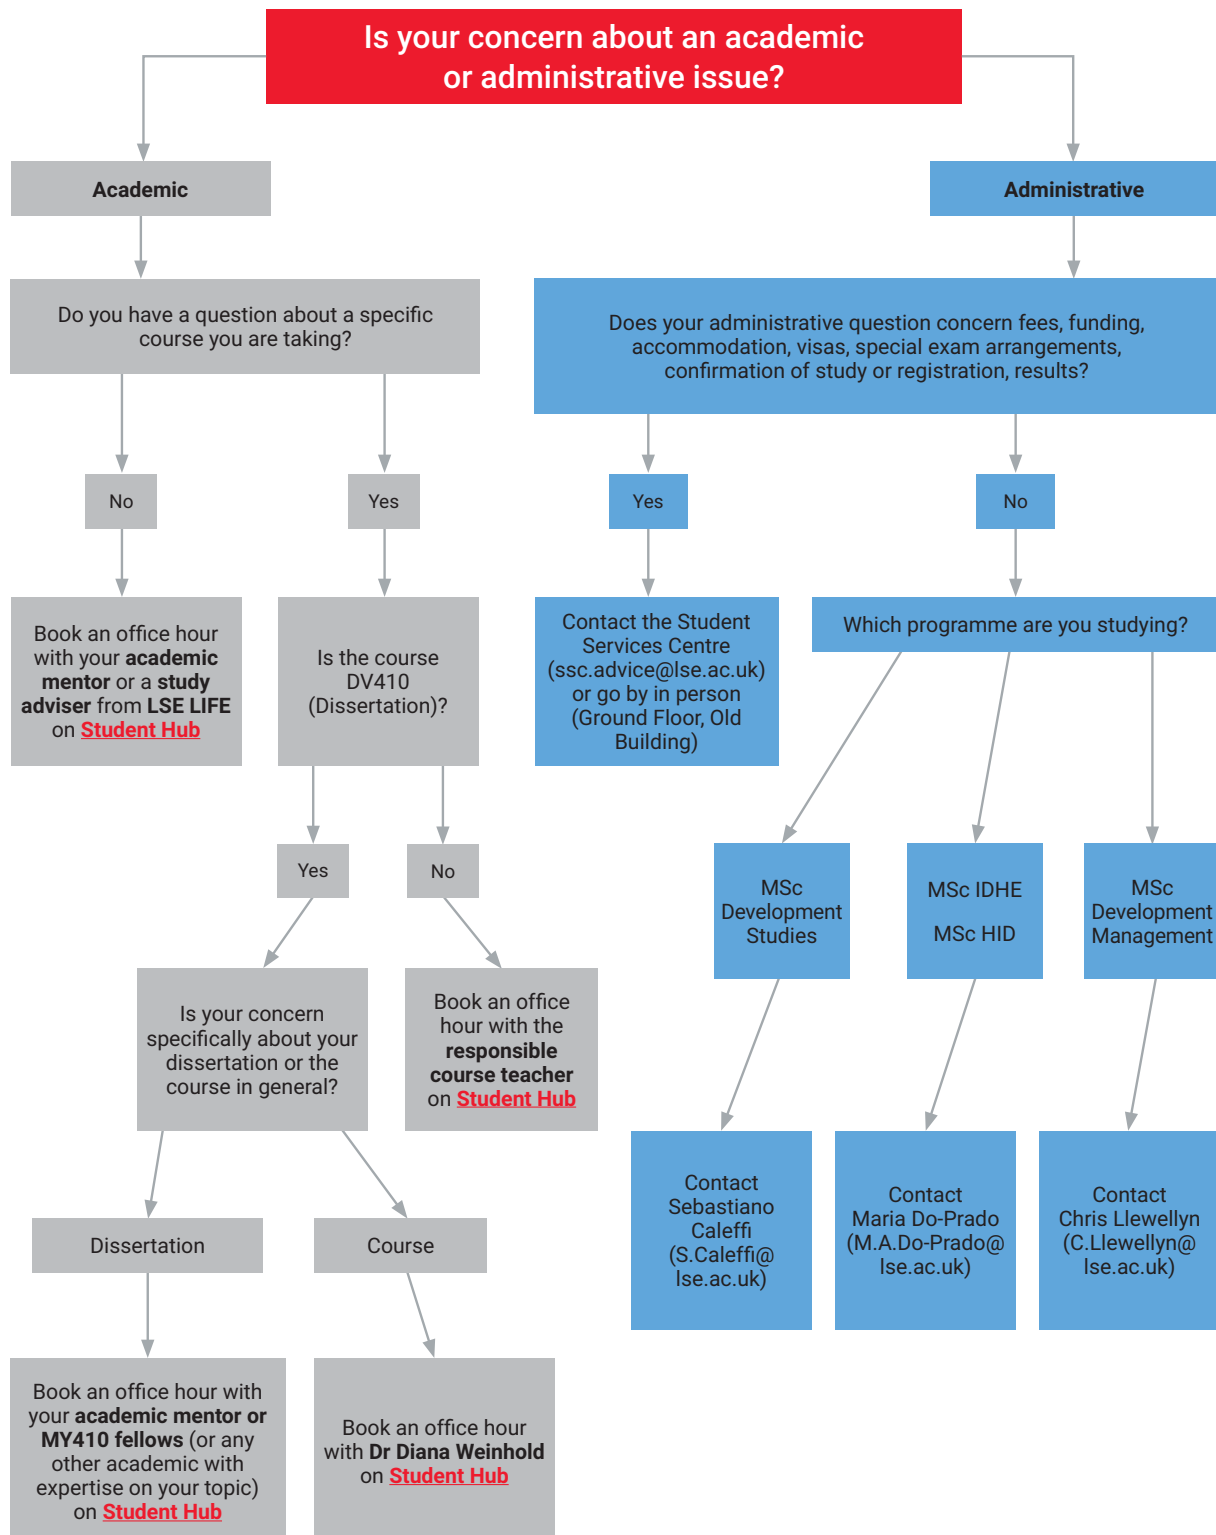 Is your concern about an academic
or administrative issue?
Academic
Administrative
Do you have a question about a specific
course you are taking?
Does your administrative question concern fees, funding,
accommodation, visas, special exam arrangements,
confirmation of study or registration, results?
No
Yes
Yes
No
Book an office hour
with your academic
mentor or a study
adviser from LSE LIFE
on Student Hub
Is the course
DV410
(Dissertation)?
Contact the Student
Services Centre
(ssc.advice@lse.ac.uk)
or go by in person
(Ground Floor, Old
Building)
Which programme are you studying?
Yes
No
MSc
Development
Studies
MSc IDHE
MSc HID
MSc
Development
Management
Is your concern
specifically about your
dissertation or the
course in general?
Book an office
hour with the
responsible
course teacher
on Student Hub
Contact
Sebastiano
Caleffi
(S.Caleffi@
lse.ac.uk)
Contact
Maria Do-Prado
(M.A.Do-Prado@
lse.ac.uk)
Contact
Chris Llewellyn
(C.Llewellyn@
lse.ac.uk)
Dissertation
Course
Book an office hour with
your academic mentor or
MY410 fellows (or any
other academic with
expertise on your topic)
on Student Hub
Book an office hour
with Dr Diana Weinhold
on Student Hub